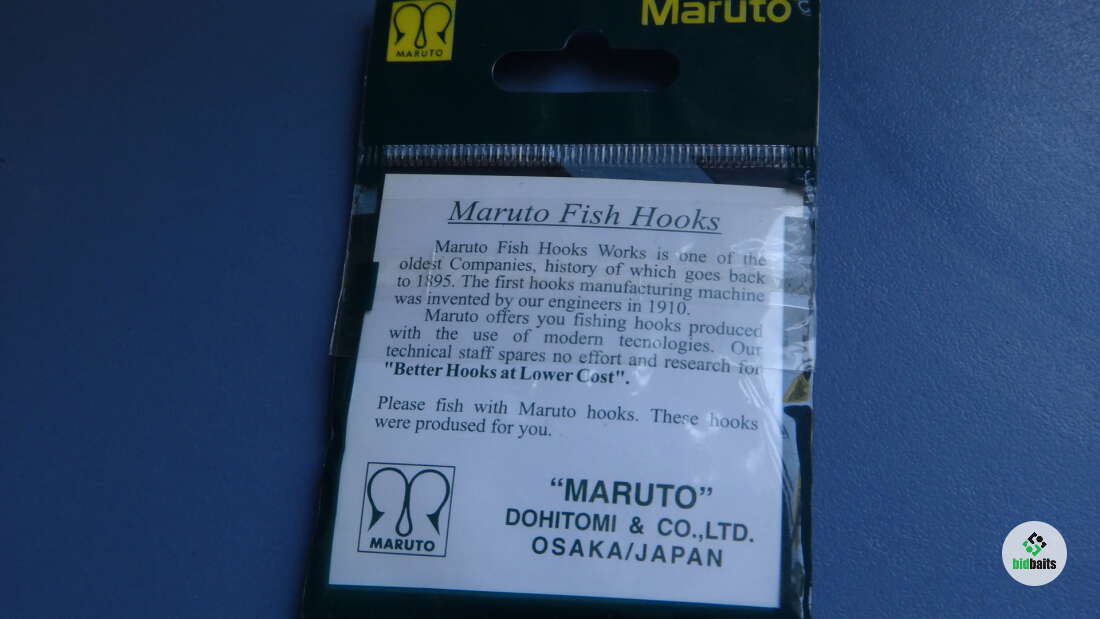 MARUTO
Maruto
Maruto Fish Hooks
Maruto Fish Hooks Works is one of the
oldest Companies, history of which goes back
to 1895. The first hooks manufacturing machine
was invented by our engineers in 1910.
Maruto offers you fishing hooks produced
with the use of modern tecnologies. Our
technical staff spares no effort and research for
"Better Hooks at Lower Cost".
Please fish with Maruto hooks. These hooks
were prodused for you.
MARUTO
“MARUTO”
DOHITOMI & CO.,LTD.
OSAKA/JAPAN
bidbaits